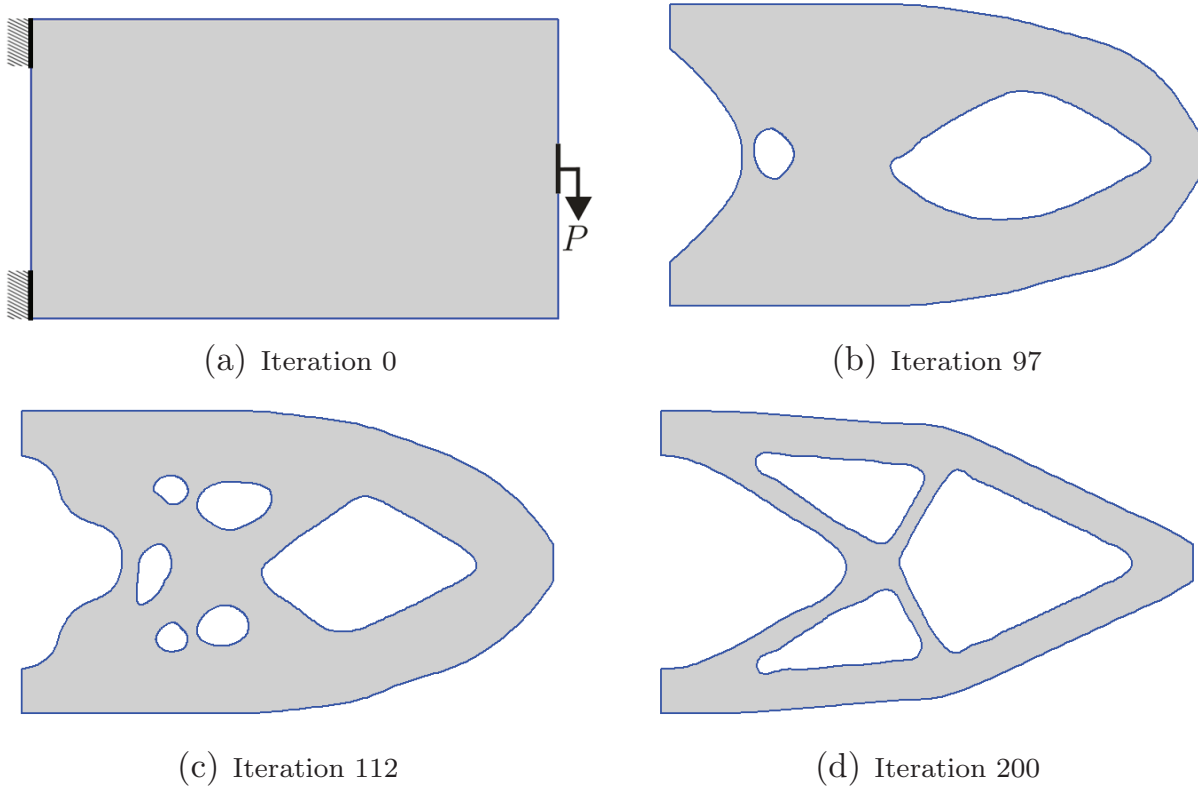 P
(a) Iteration 0
(b) Iteration 97
(c) Iteration 112
(d) Iteration 200